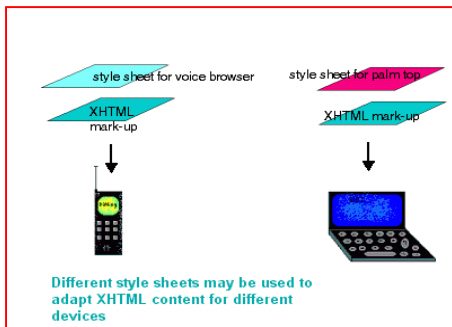 style sheet for voice browser
XHTML
mark-up
style sheet for palm top
XHTML mark-up
Different style sheets may be used to
adapt XHTML content for different
devices